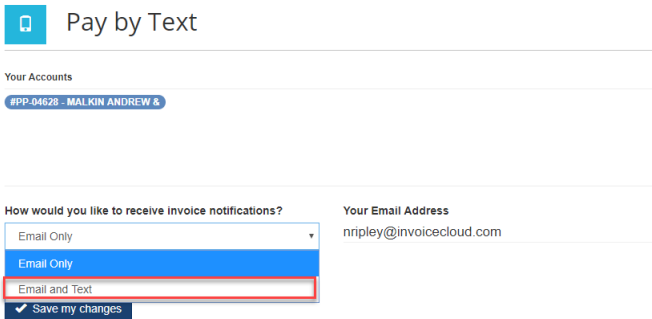 Pay by Text
Your Accounts
#PP-04628 - MALKIN ANDREW &
How would you like to receive invoice notifications?
Email Only
Email Only
Email and Text
Save my changes
Your Email Address
nripley@invoicecloud.com